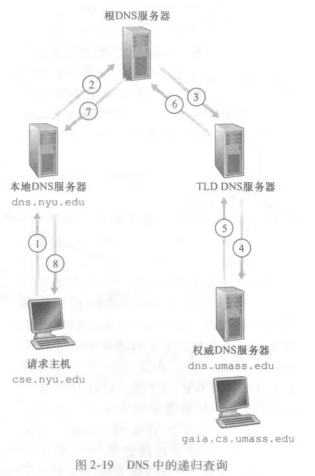 根DNS服务器
2
3
7
6
本地DNS服务器
dns.nyu.edu
TLD DNS服务器
1
8
5
4
请求主机
cse.nyu.edu
权威DNS服务器
dns.umass.edu
gaia.cs.umass.edu
图2-19 DNS中的递归查询